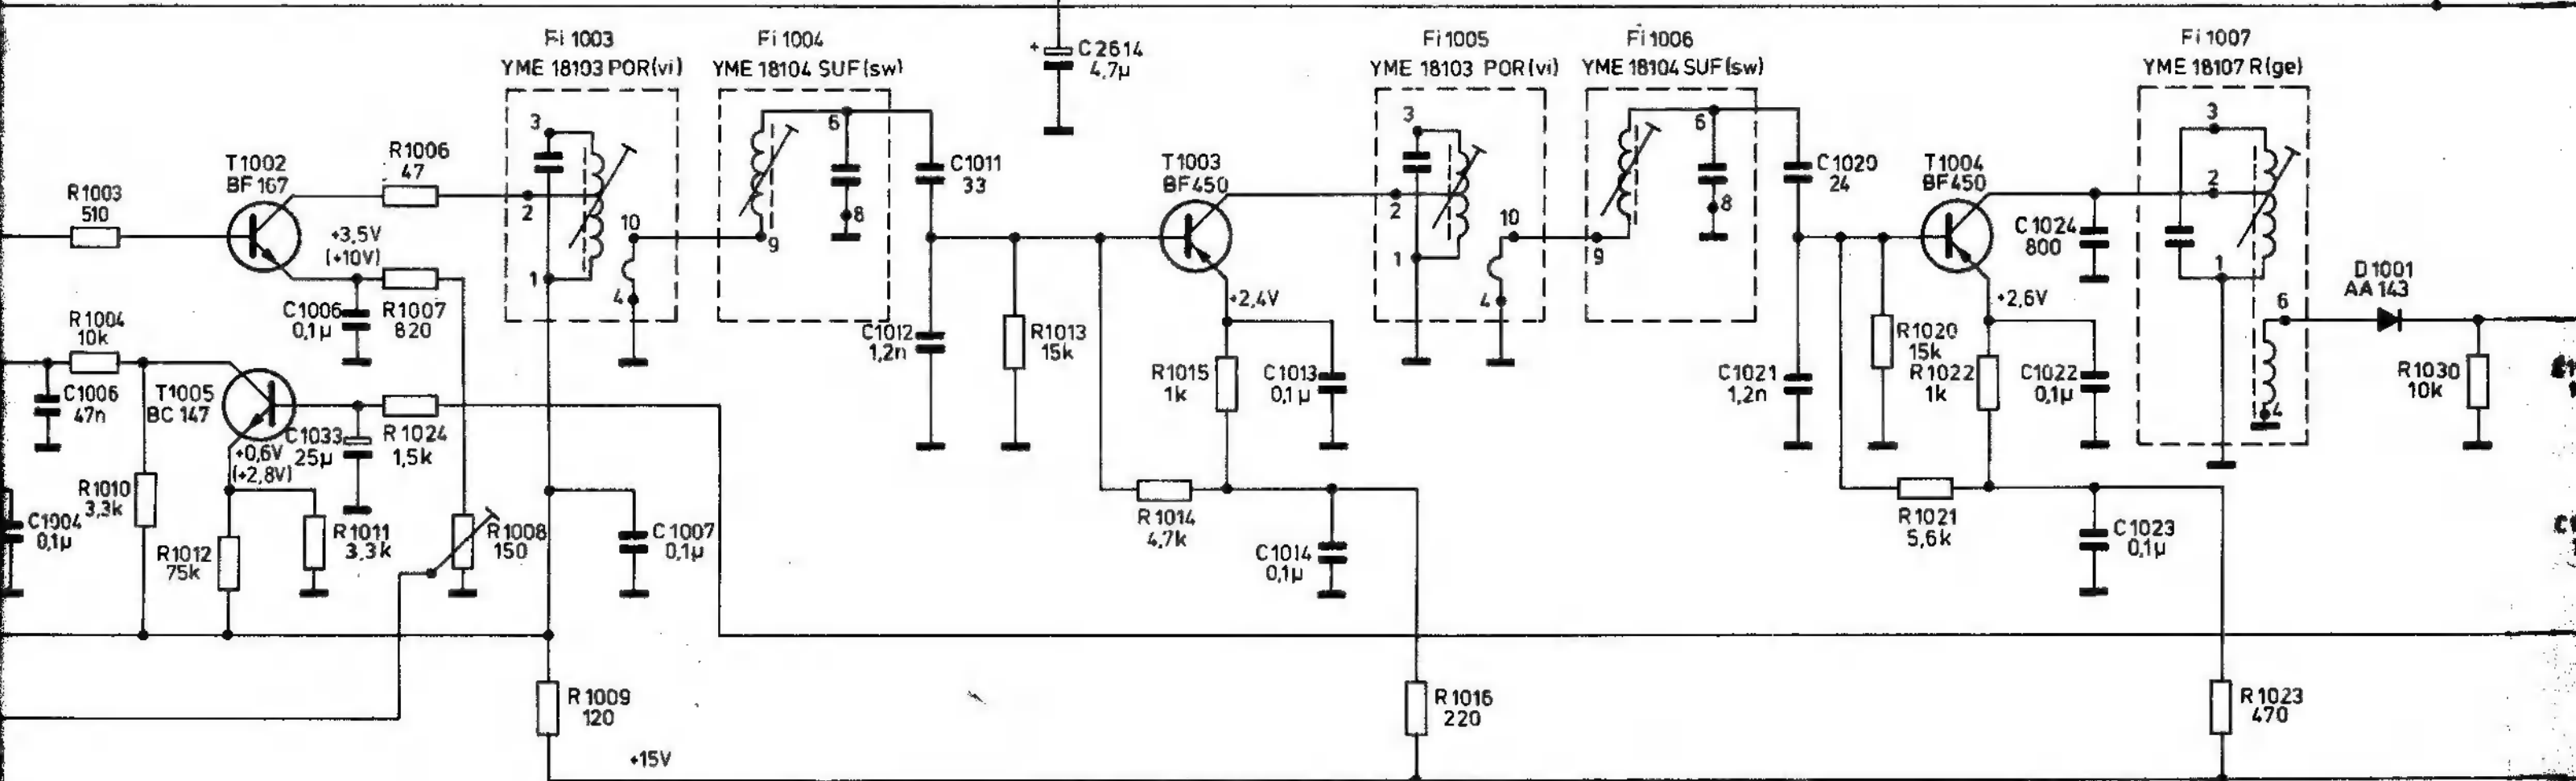 Fi 1003
YME 18103 POR(vi)
3
2
1
10
4
Fi 1004
YME 18104 SUF(sw)
6
8
9
+
C 2614
4,7µ
Fi 1005
YME 18103 POR(vi)
3
2
1
10
4
Fi 1006
YME 18104 SUF(sw)
6
8
9
Fi 1007
YME 18107 R(ge)
3
2
1
6
4
R1003
510
T1002
BF 167
R1006
47
+3,5V
(+10V)
C1006
0,1µ
R1007
820
R1004
10k
C1006
47n
T1005
BC 147
+0,6V
(+2,8V)
C1033
25µ
R 1024
1,5k
R1010
3,3k
C1004
0,1µ
R1012
75k
R1011
3,3k
R1008
150
C 1007
0,1µ
R 1009
120
+15V
C1011
33
C1012
1,2n
R1013
15k
T1003
BF450
+2,4V
R1015
1k
C1013
0,1µ
R 1014
4,7k
C1014
0,1µ
R 1016
220
C1020
24
C1021
1,2n
R1020
15k
T1004
BF450
+2,6V
R1022
1k
C1022
0,1µ
C1024
800
R1021
5,6k
C1023
0,1µ
R 1023
470
D1001
AA 143
R1030
10k